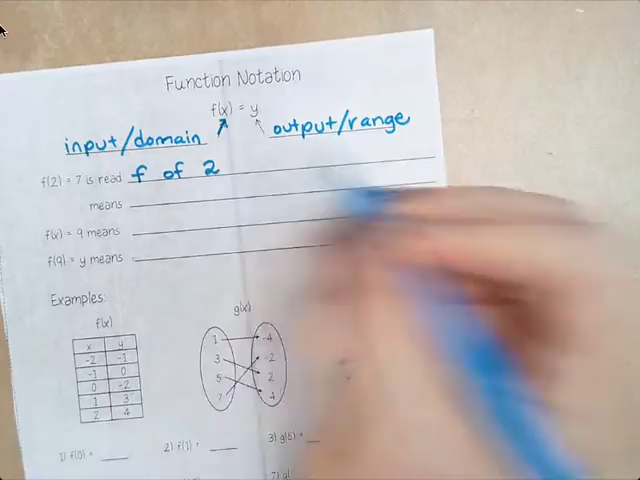 Function Notation
f(x) = y
input/domain output/range
f(2) = 7 is read f of 2
means
f(x) = 9 means
f(9) = y means
Examples:
f(x) g(x)
x y
-2 -1
-1 0
0 -2
1 3
2 4
1 -4
3 -2
5 2
7 4
1) f(0) = 2) f(1) = 3) g(5) =
7) g(